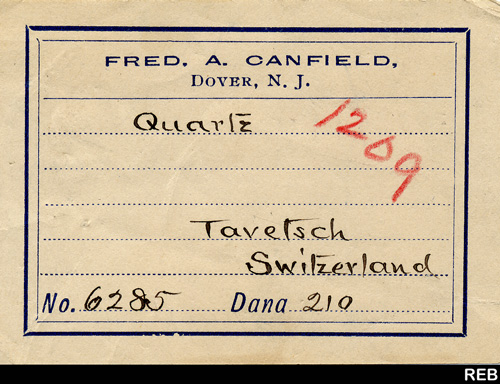 FRED. A. CANFIELD,
DOVER, N. J.
Quartz
1209
Tavetsch
Switzerland
No. 6285 Dana 210
REB